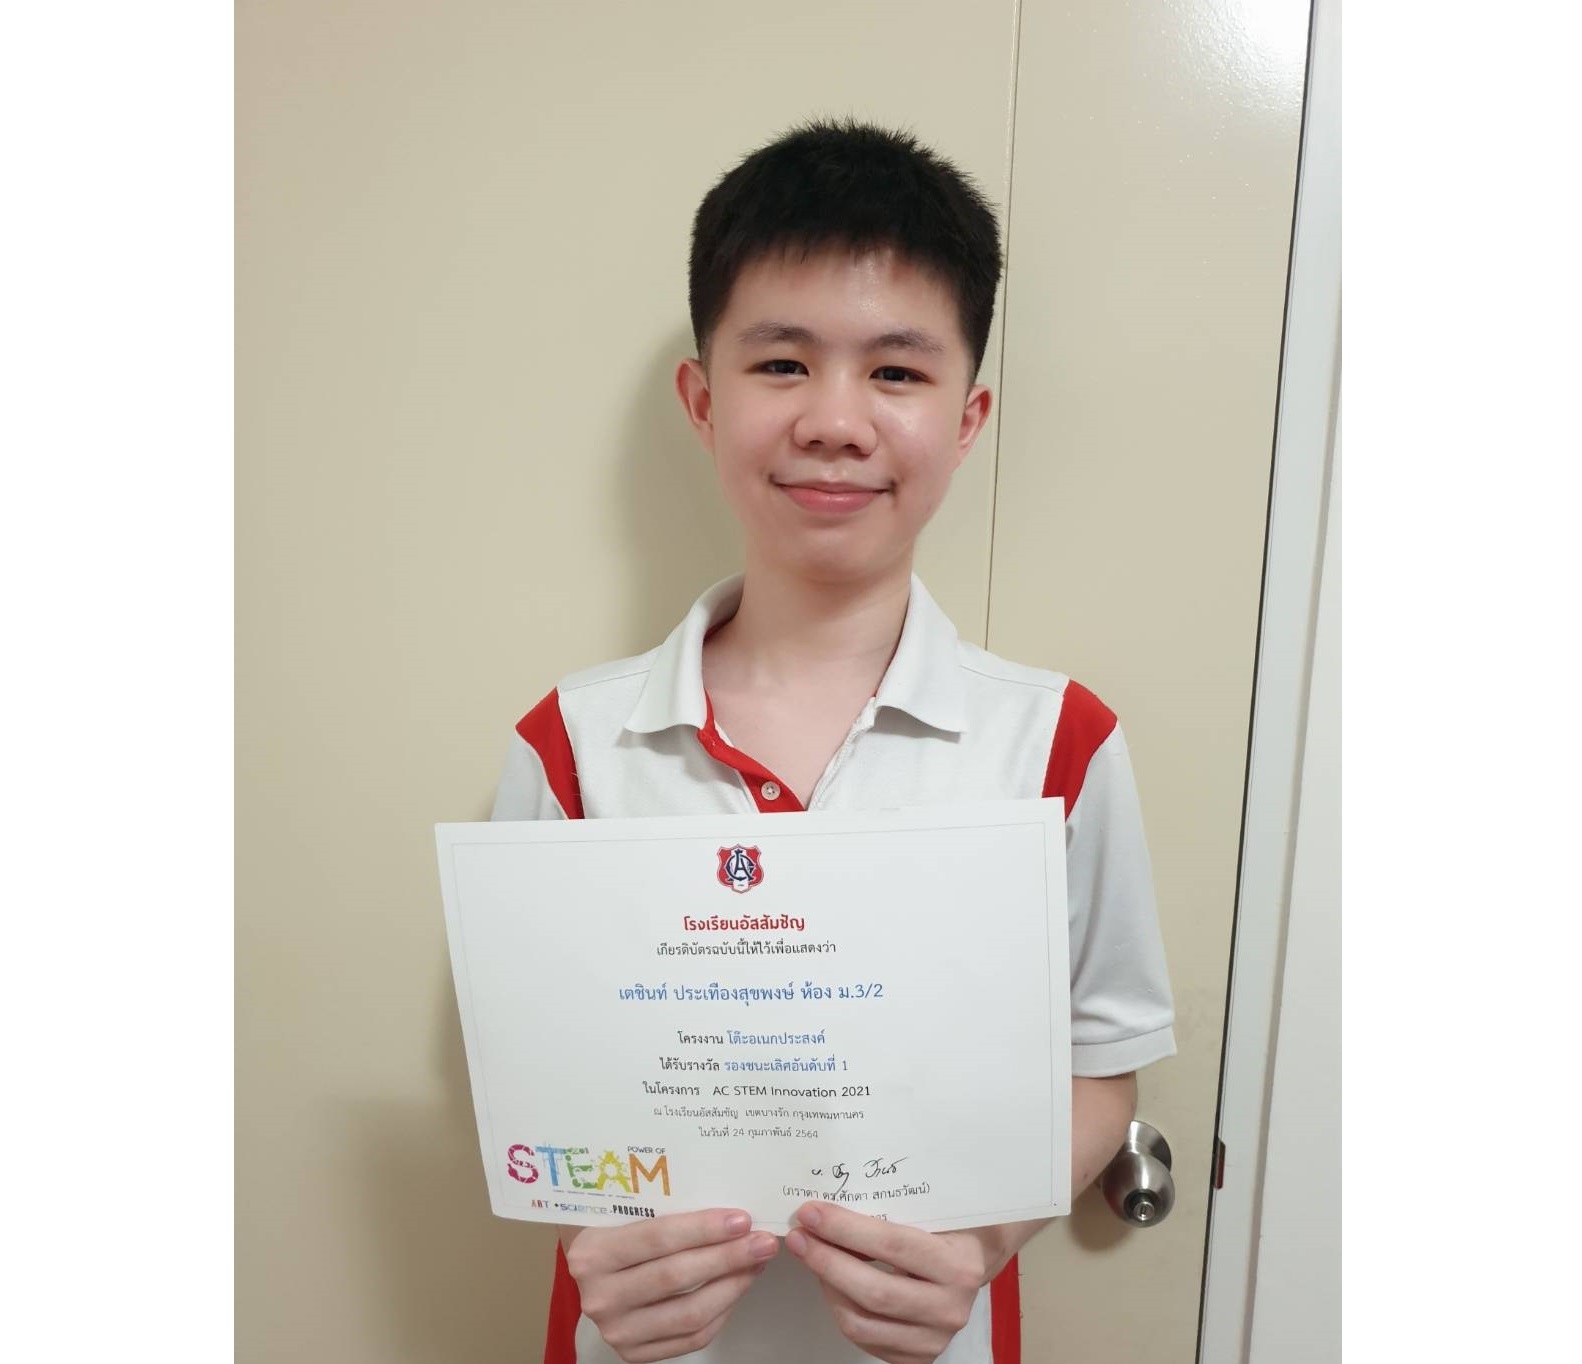 โรงเรียนอัสสัมชัญ
เกียรติบัตรฉบับนี้ให้ไว้เพื่อแสดงว่า
เตชินท์ ประเทืองสุขพงษ์ ห้อง ม.3/2
โครงงาน โต๊ะอเนกประสงค์
ได้รับรางวัล รองชนะเลิศอันดับที่ 1
ในโครงการ AC STEM Innovation 2021
ณ โรงเรียนอัสสัมชัญ เขตบางรัก กรุงเทพมหานคร
ในวันที่ 24 กุมภาพันธ์ 2564
POWER OF
STEAM
ART + SCIENCE = PROGRESS
(ภราดา ดร.ศักดา สกนธวัฒน์)